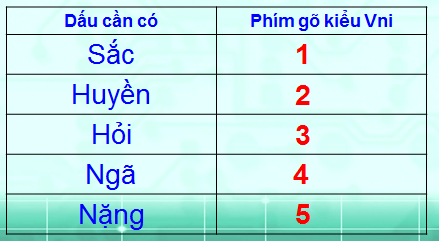 Dấu cần có Phím gõ kiểu Vni
Sắc 1
Huyền 2
Hỏi 3
Ngã 4
Nặng 5